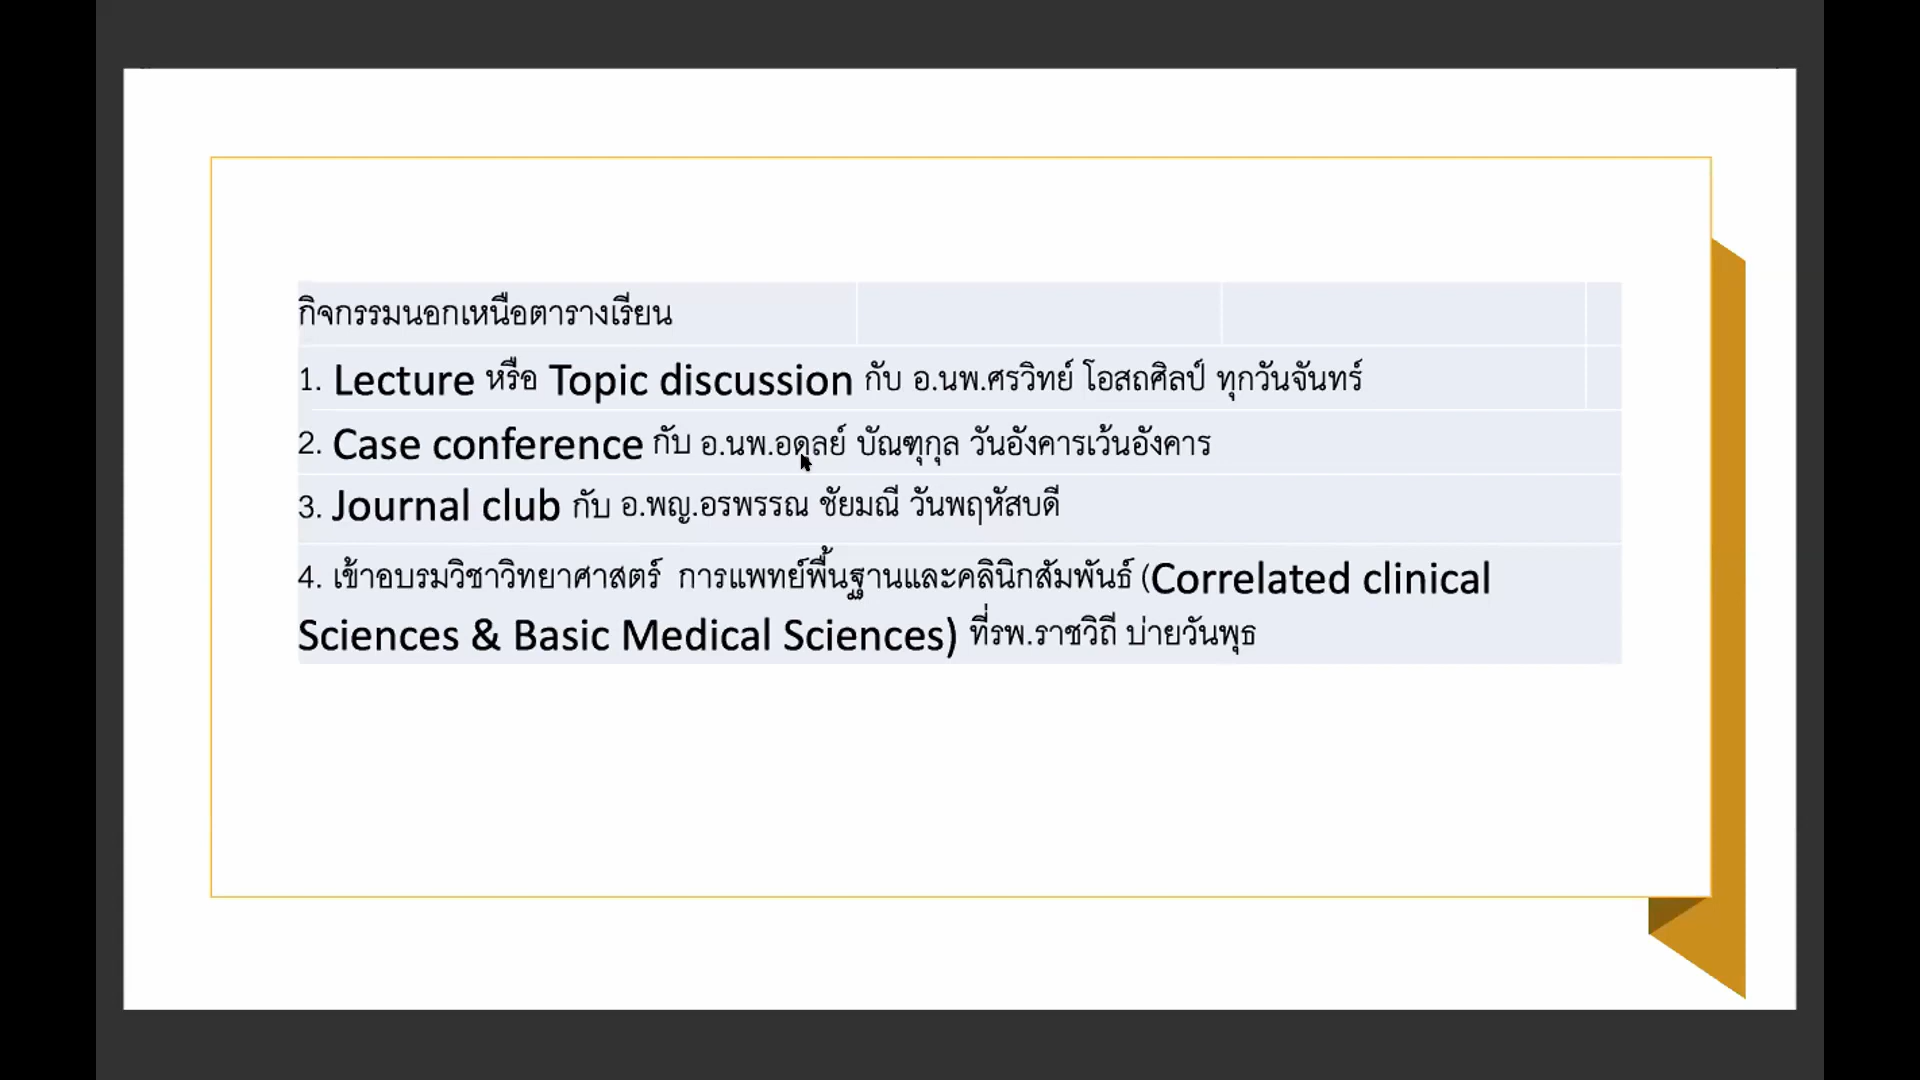 กิจกรรมนอกเหนือตารางเรียน
1. Lecture หรือ Topic discussion กับ อ.นพ.ศรวิทย์ โอสถศิลป์ ทุกวันจันทร์
2. Case conference กับ อ.นพ.อดุลย์ บัณฑุกุล วันอังคารเว้นอังคาร
3. Journal club กับ อ.พญ.อรพรรณ ชัยมณี วันพฤหัสบดี
4. เข้าอบรมวิชาวิทยาศาสตร์ การแพทย์พื้นฐานและคลินิกสัมพันธ์ (Correlated clinical
Sciences & Basic Medical Sciences) ที่รพ.ราชวิถี บ่ายวันพุธ